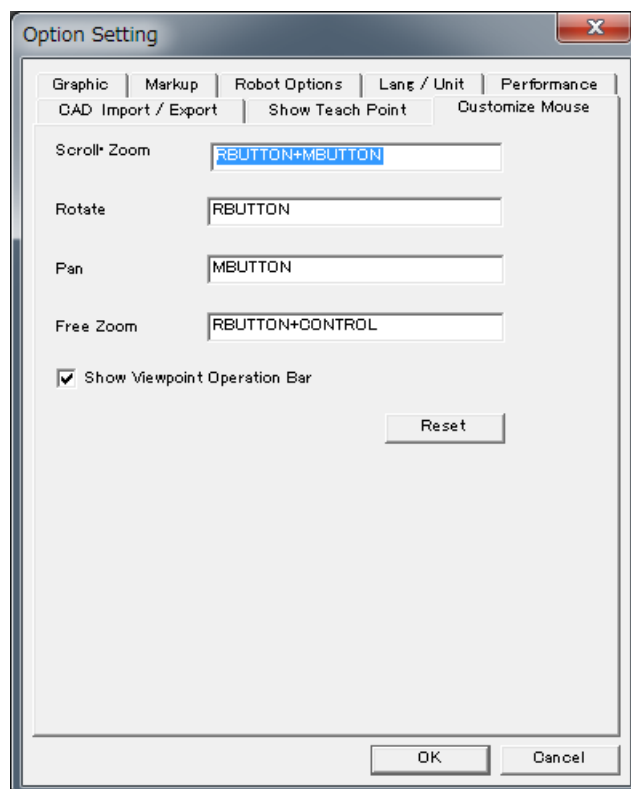 Option Setting
Graphic Markup Robot Options Lang / Unit Performance
CAD Import / Export Show Teach Point Customize Mouse
Scroll・Zoom RBUTTON+MBUTTON
Rotate RBUTTON
Pan MBUTTON
Free Zoom RBUTTON+CONTROL
Show Viewpoint Operation Bar
Reset
OK Cancel